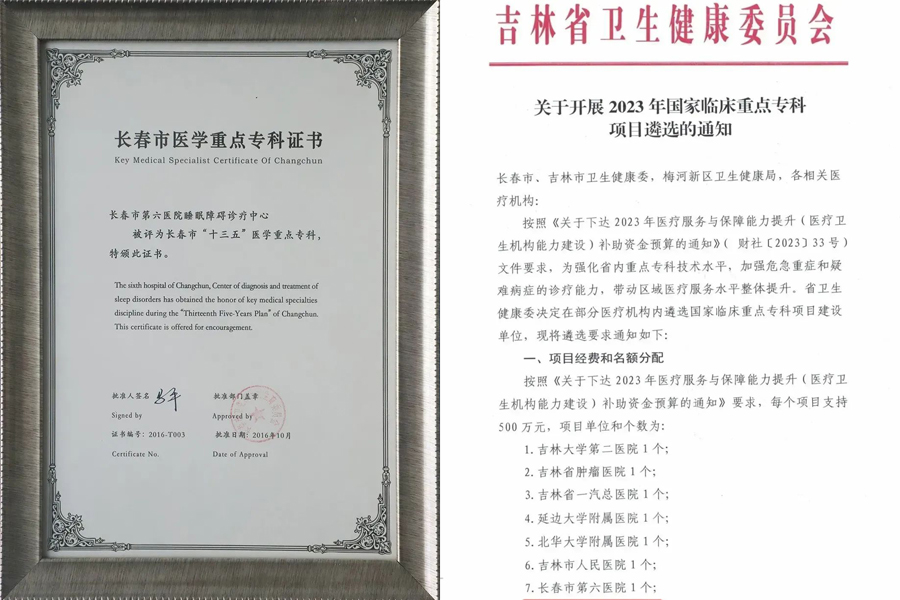 长春市医学重点专科证书
Key Medical Specialist Certificate Of Changchun
长春市第六医院睡眠障碍诊疗中心
被评为长春市“十三五”医学重点专科,
特颁此证书。
The sixth hospital of Changchun, Center of diagnosis and treatment of
sleep disorders has obtained the honor of key medical specialties
discipline during the "Thirteenth Five-Years Plan" of Changchun.
This certificate is offered for encouragement.
批准人签名
批准部门盖章
Signed by
Approved by
证书编号: 2016-T003
批准日期: 2016年10月
Certificate No.
Date of Approval
吉林省卫生健康委员会
关于开展 2023 年国家临床重点专科
项目遴选的通知
长春市、吉林市卫生健康委，梅河新区卫生健康局，各相关医
疗机构:
按照《关于下达 2023 年医疗服务与保障能力提升（医疗卫
生机构能力建设）补助资金预算的通知》( 财社〔2023〕33 号)
文件要求，为强化省内重点专科技术水平，加强危急重症和疑
难病症的诊疗能力，带动区域医疗服务水平整体提升。省卫生
健康委决定在部分医疗机构内遴选国家临床重点专科项目建设
单位，现将遴选要求通知如下:
一、项目经费和名额分配
按照《关于下达 2023 年医疗服务与保障能力提升（医疗卫
生机构能力建设）补助资金预算的通知》要求，每个项目支持
500 万元，项目单位和个数为:
1. 吉林大学第二医院 1 个;
2. 吉林省肿瘤医院 1 个;
3. 吉林省一汽总医院 1 个;
4. 延边大学附属医院 1 个;
5. 北华大学附属医院 1 个;
6. 吉林市人民医院 1 个;
7. 长春市第六医院 1 个;